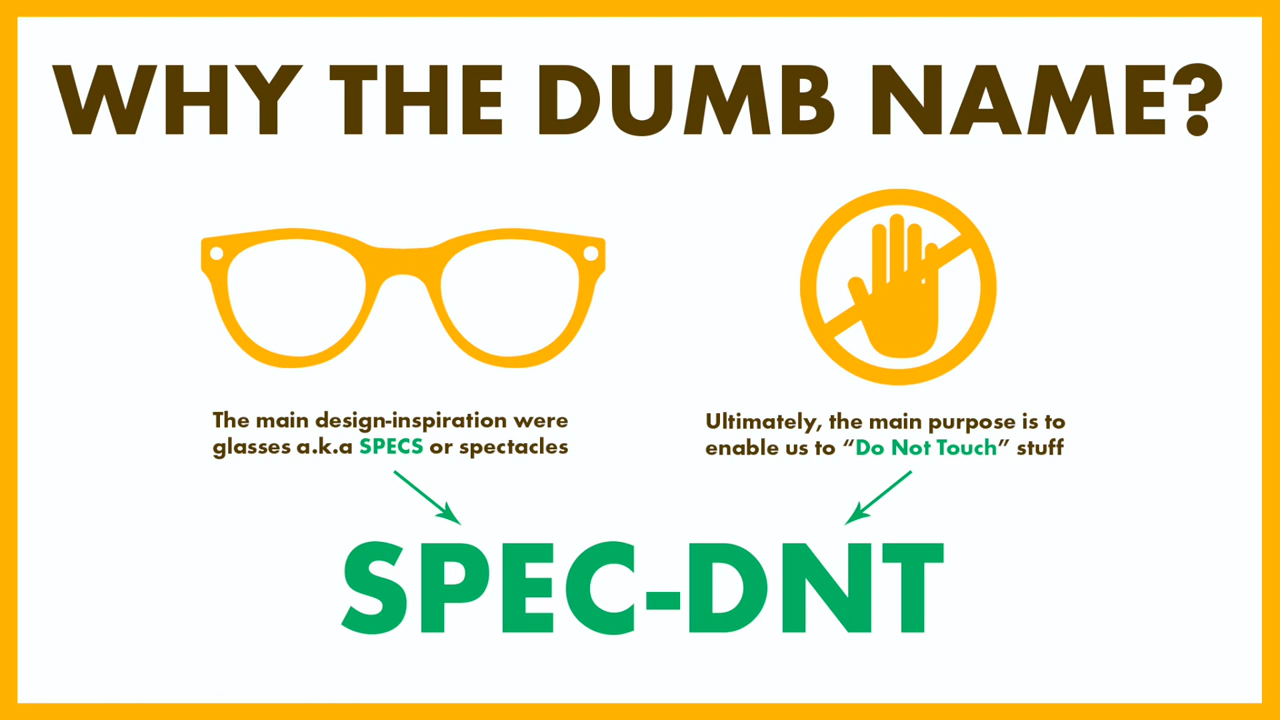 WHY THE DUMB NAME?
The main design-inspiration were
glasses a.k.a SPECS or spectacles
Ultimately, the main purpose is to
enable us to “Do Not Touch” stuff
SPEC-DNT